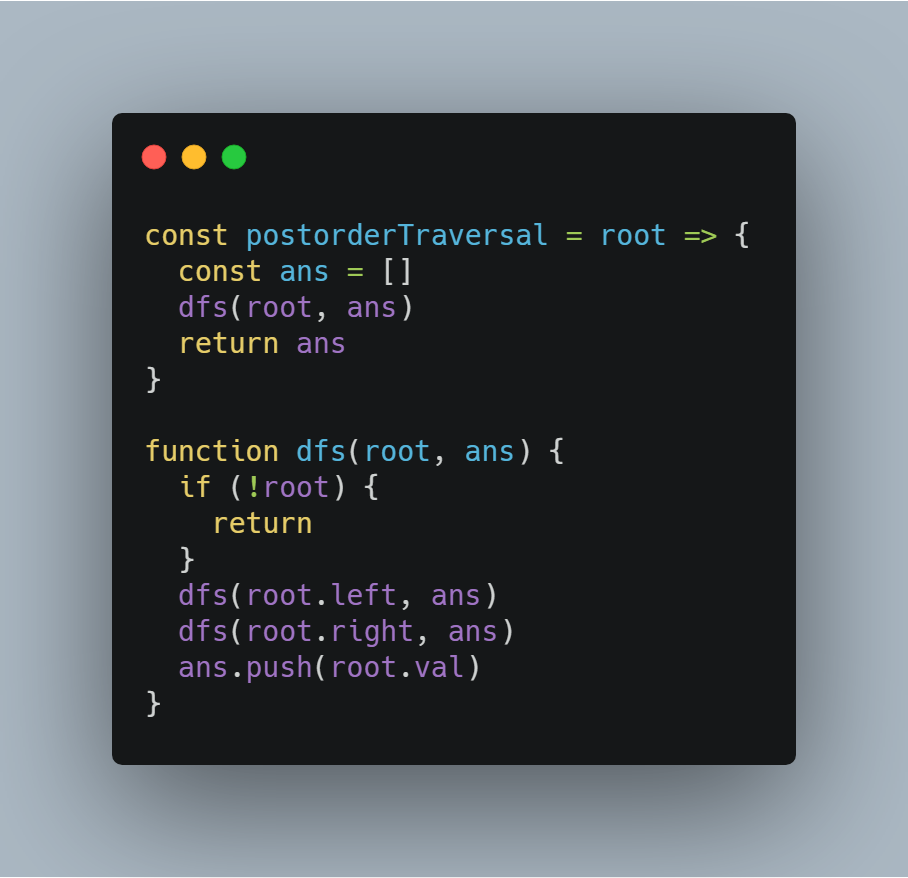 const postorderTraversal = root => {
  const ans = []
  dfs(root, ans)
  return ans
}

function dfs(root, ans) {
  if (!root) {
    return
  }
  dfs(root.left, ans)
  dfs(root.right, ans)
  ans.push(root.val)
}